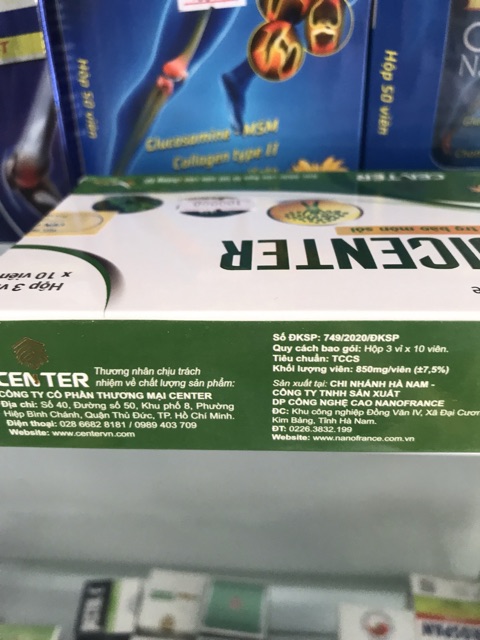 Hộp 50 viên
Glucosamine - MSM
Collagen type II
Hộp 50 viên
CENTER
trợ bào mòn sỏi
ICENTER
x 10 viên
CENTER
Thương nhân chịu trách
nhiệm về chất lượng sản phẩm:
CÔNG TY CỔ PHẦN THƯƠNG MẠI CENTER
Địa chỉ: Số 40, Đường số 50, Khu phố 8, Phường
Hiệp Bình Chánh, Quận Thủ Đức, TP. Hồ Chí Minh.
Điện thoại: 028 6682 8181 / 0989 403 709
Website: www.centervn.com
Số ĐKSP: 749/2020/ĐKSP
Quy cách bao gói: Hộp 3 vỉ x 10 viên.
Tiêu chuẩn: TCCS
Khối lượng viên: 850mg/viên (±7,5%)
Sản xuất tại: CHI NHÁNH HÀ NAM -
CÔNG TY TNHH SẢN XUẤT
DP CÔNG NGHỆ CAO NANOFRANCE
ĐC: Khu công nghiệp Đồng Văn IV, Xã Đại Cươn
Kim Bảng, Tỉnh Hà Nam.
ĐT: 0226.3832.199
Website: www.nanofrance.com.vn